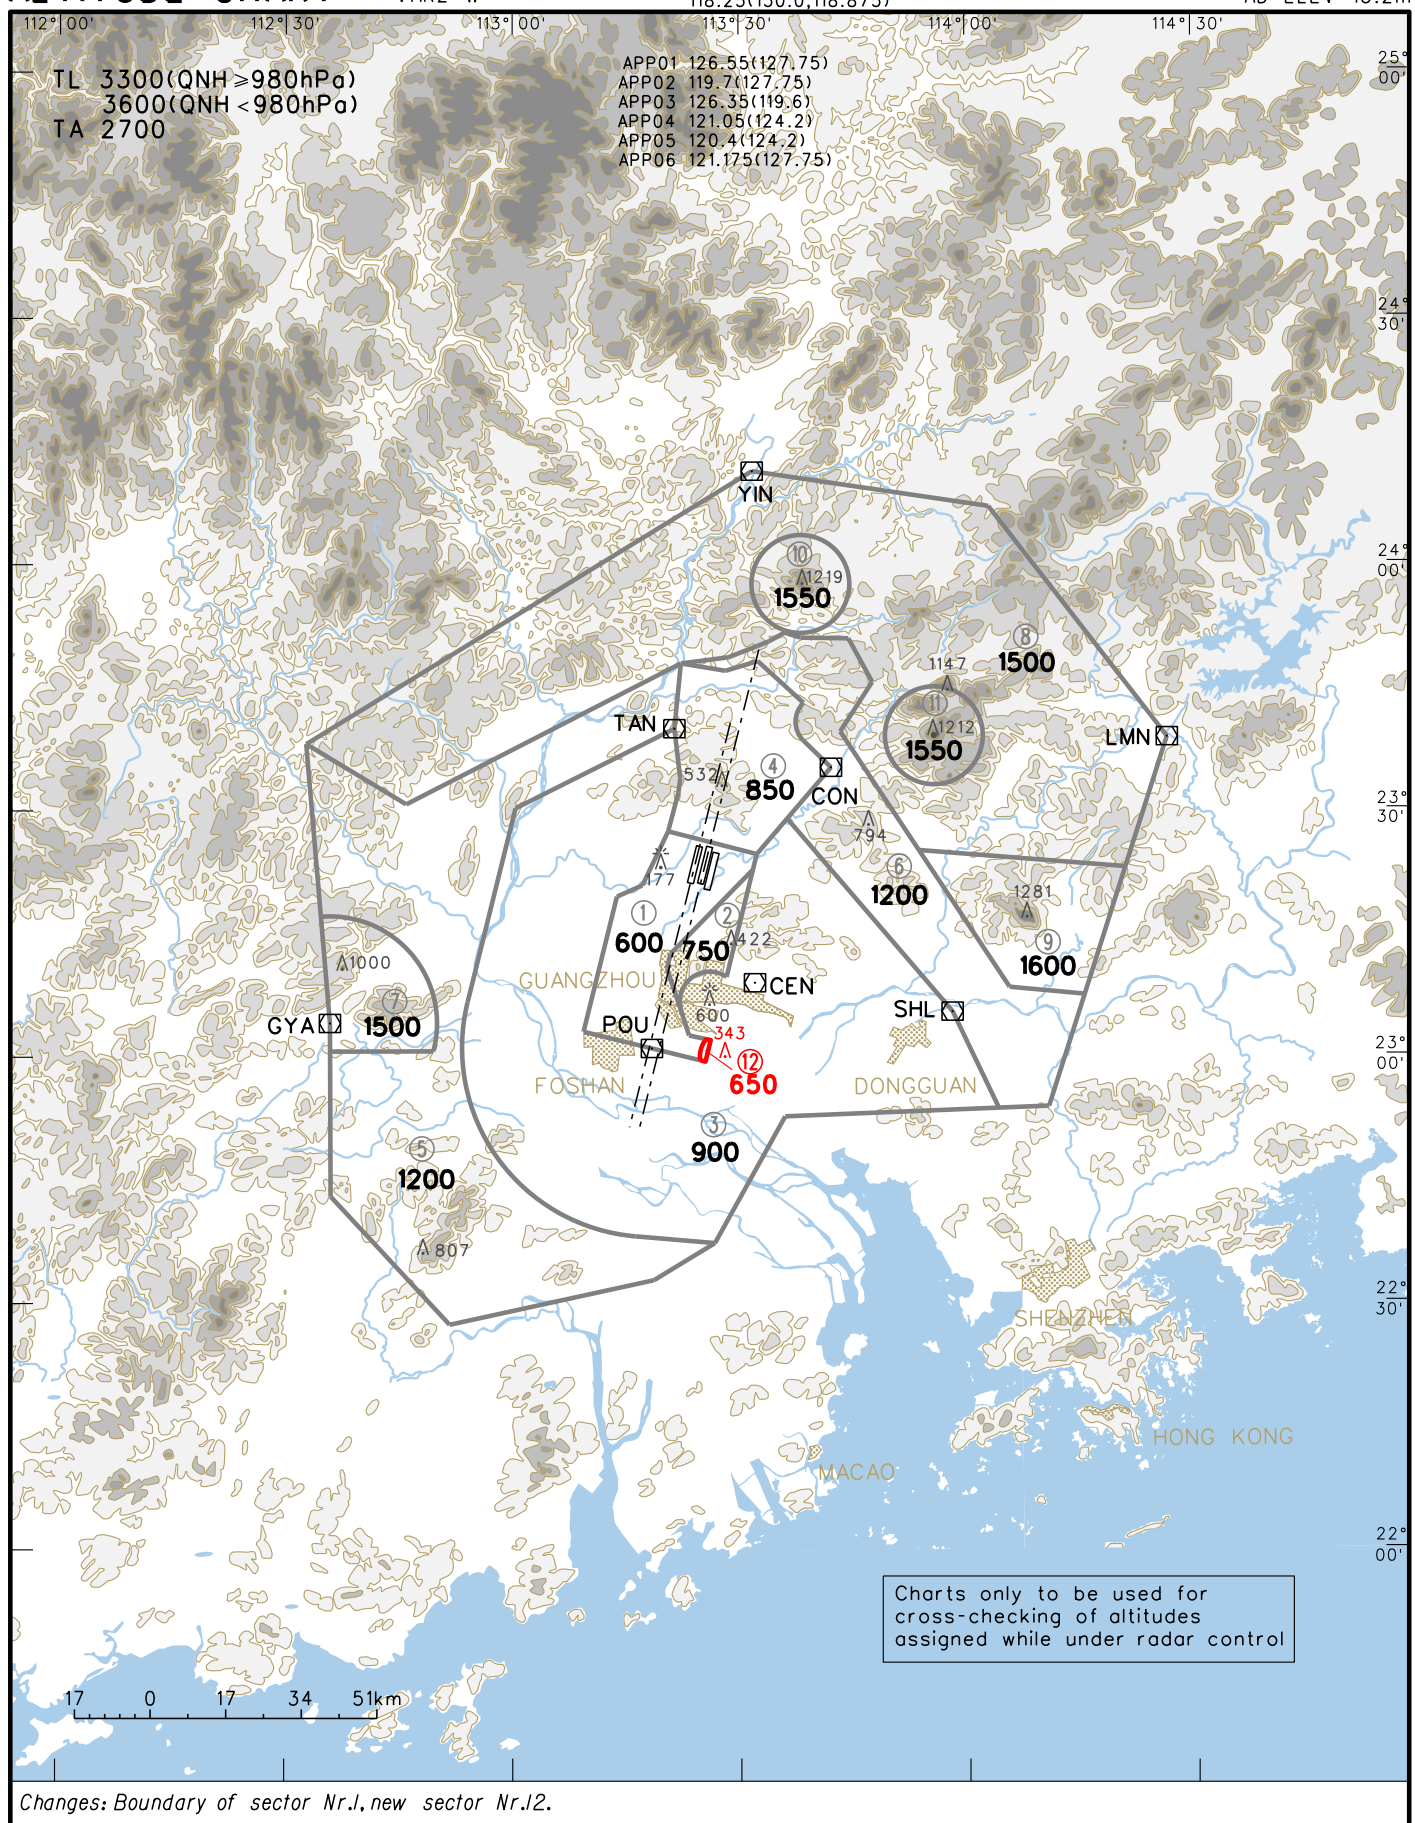 112°00'
112°30'
113°00'
113°30'
114°00'
114°30'
25°
00'
TL 3300(QNH≥980hPa)
3600(QNH<980hPa)
TA 2700
APP01 126.55(127.75)
APP02 119.7(127.75)
APP03 126.35(119.6)
APP04 121.05(124.2)
APP05 120.4(124.2)
APP06 121.175(127.75)
24°
30'
YIN
24°
00'
10
1219
1550
8
1500
1147
11
1212
1550
TAN
LMN
532
4
850
CON
23°
30'
794
177
6
1200
1281
1
600
2
750
422
9
1600
1000
GUANGZHOU
CEN
7
1500
GYA
600
SHL
POU
343
12
650
23°
00'
FOSHAN
DONGGUAN
3
900
5
1200
807
22°
30'
SHENZHEN
HONG KONG
MACAO
22°
00'
Charts only to be used for
cross-checking of altitudes
assigned while under radar control
17 0 17 34 51km
Changes: Boundary of sector Nr.1, new sector Nr.12.